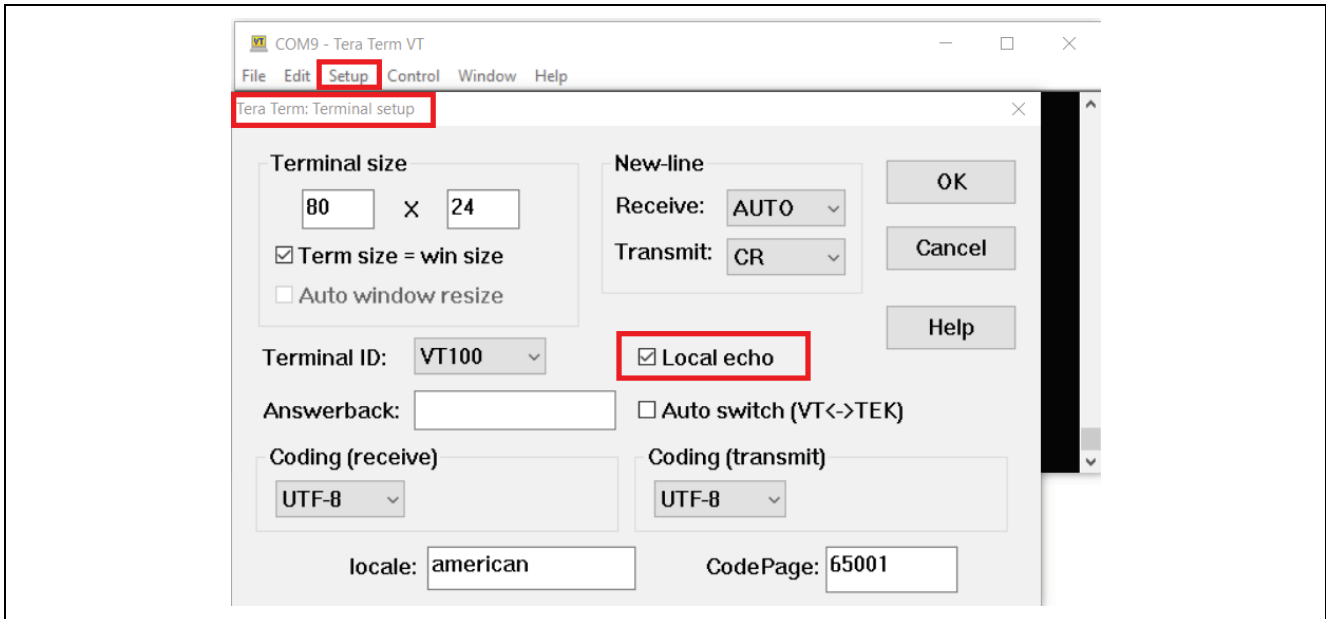 COM9 - Tera Term VT
File Edit Setup Control Window Help
Tera Term: Terminal setup
Terminal size
80 X 24
Term size = win size
Auto window resize
New-line
Receive: AUTO
Transmit: CR
OK
Cancel
Help
Terminal ID: VT100
Local echo
Answerback:
Auto switch (VT<->TEK)
Coding (receive)
UTF-8
Coding (transmit)
UTF-8
locale: american
CodePage: 65001